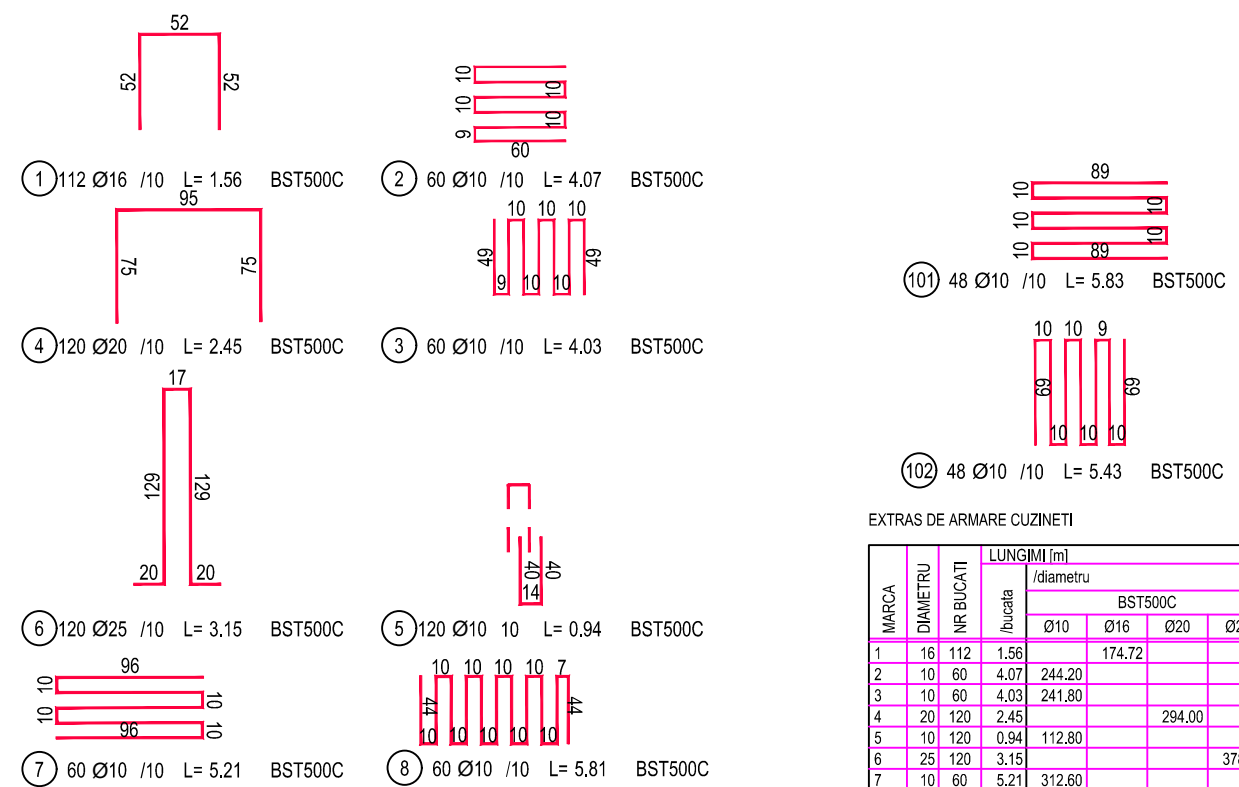 52
52
52
1 112 Ø16 /10 L= 1.56 BST500C
10
10
10
10
9
60
2 60 Ø10 /10 L= 4.07 BST500C
95
75
75
4 120 Ø20 /10 L= 2.45 BST500C
10 10 10
49
49
9 10 10
3 60 Ø10 /10 L= 4.03 BST500C
17
129
129
20 20
6 120 Ø25 /10 L= 3.15 BST500C
40
40
14
5 120 Ø10 10 L= 0.94 BST500C
96
10
10
10
10
96
7 60 Ø10 /10 L= 5.21 BST500C
10 10 10 10 7
44
44
10 10 10 10 10
8 60 Ø10 /10 L= 5.81 BST500C
89
10
10
10
10
10
89
101 48 Ø10 /10 L= 5.83 BST500C
10 10 9
69
69
10 10 10
102 48 Ø10 /10 L= 5.43 BST500C
EXTRAS DE ARMARE CUZINETI
MARCA DIAMETRU NR BUCATI LUNGIMI [m]
/bucata /diametru
BST500C
Ø10 Ø16 Ø20
1 16 112 1.56 174.72
2 10 60 4.07 244.20
3 10 60 4.03 241.80
4 20 120 2.45 294.00
5 10 120 0.94 112.80
6 25 120 3.15
7 10 60 5.21 312.60